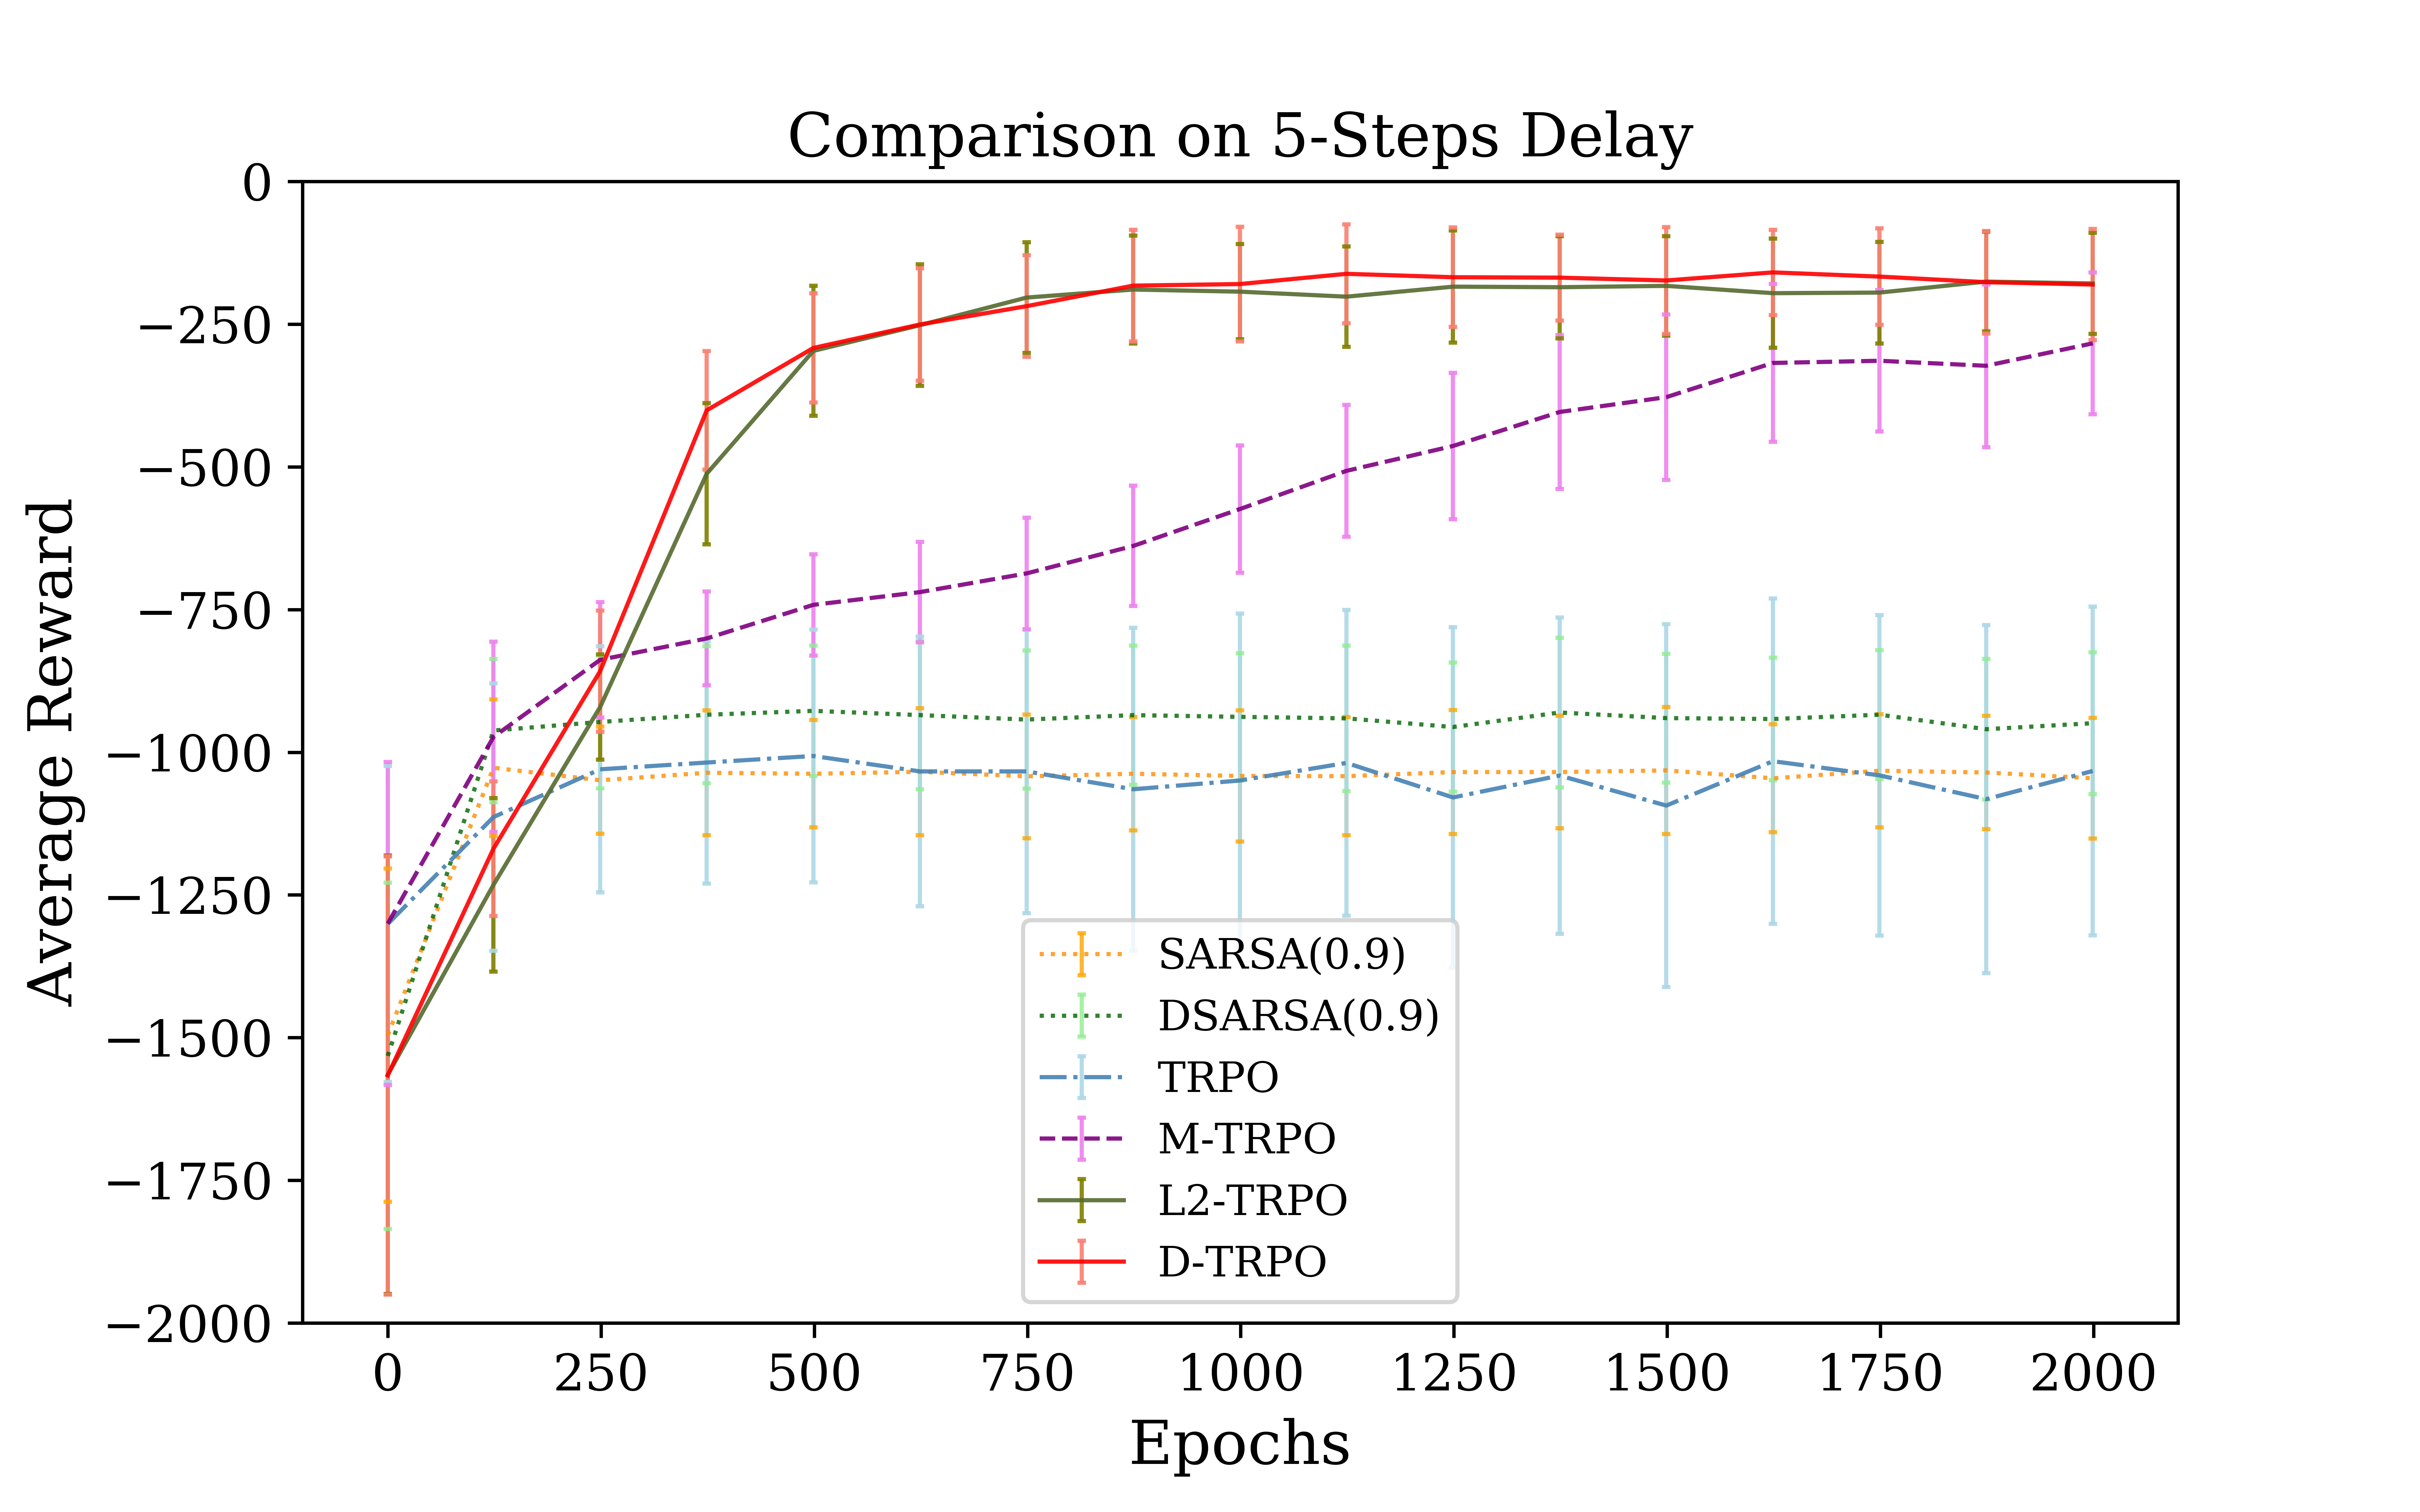 Comparison on 5-Steps Delay
0
−250
−500
−750
−1000
−1250
−1500
−1750
−2000
Average Reward
SARSA(0.9)
DSARSA(0.9)
TRPO
M-TRPO
L2-TRPO
D-TRPO
0 250 500 750 1000 1250 1500 1750 2000
Epochs